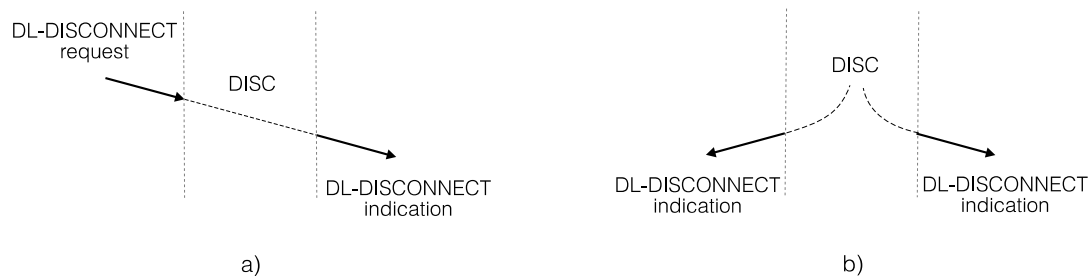 DL-DISCONNECT
request
DISC
DL-DISCONNECT
indication
a)
DISC
DL-DISCONNECT
indication
DL-DISCONNECT
indication
b)